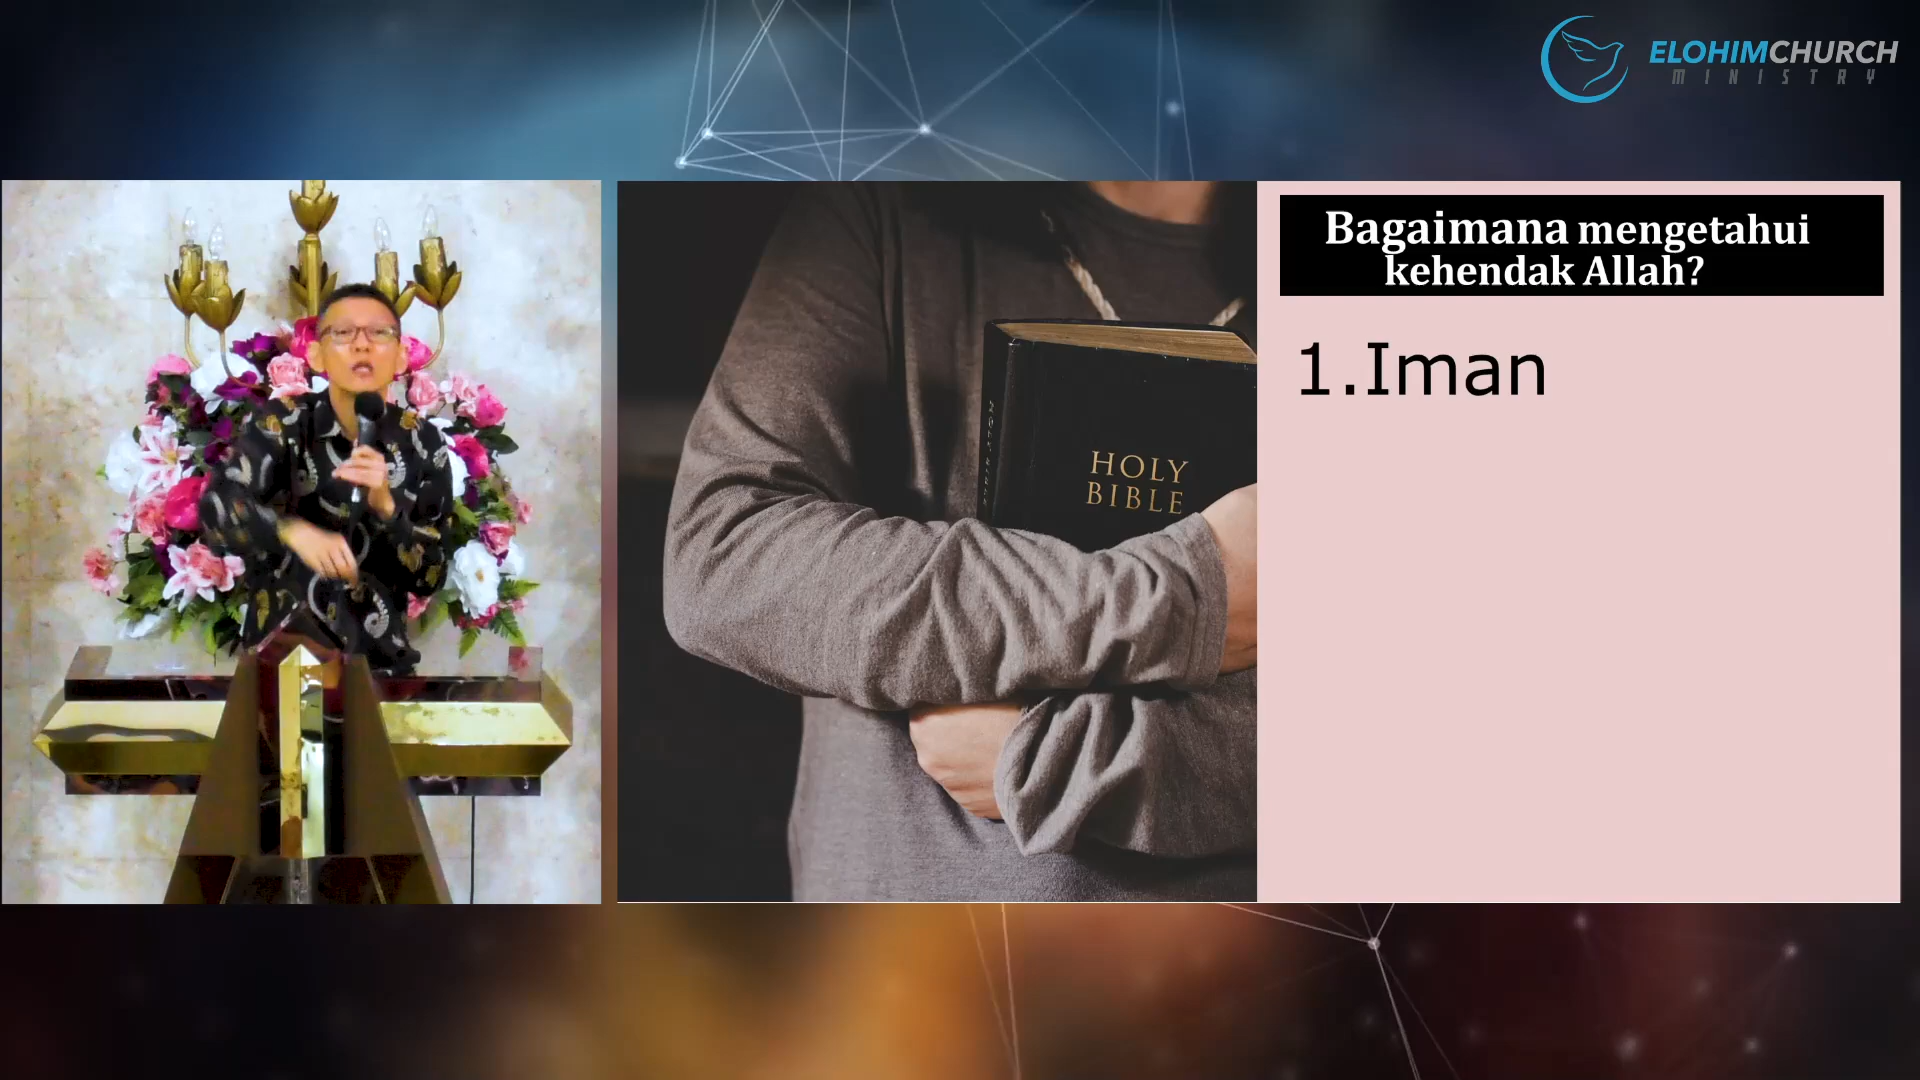 ELOHIMCHURCH
MINISTRY
Bagaimana mengetahui
kehendak Allah?
1.Iman
HOLY
BIBLE